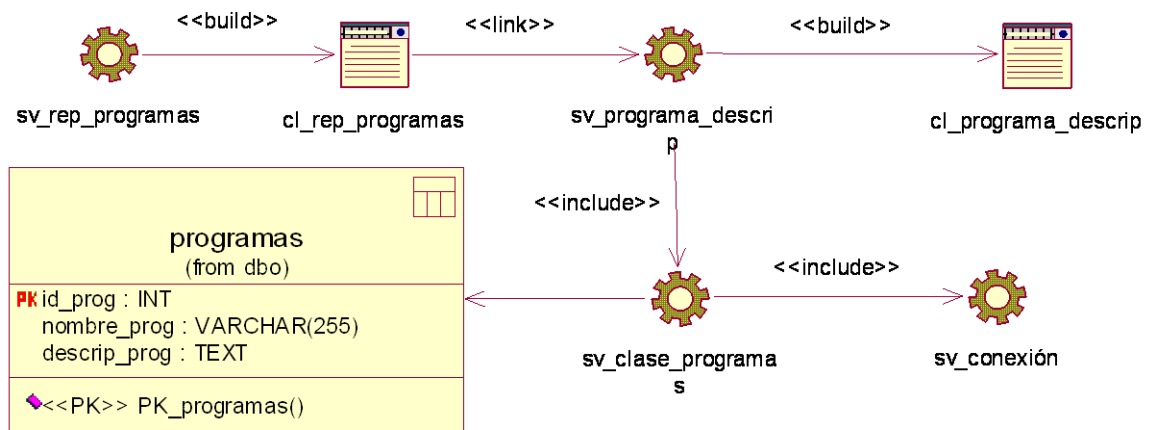 <<build>>
<<link>>
<<build>>
sv_rep_programas
cl_rep_programas
sv_programa_descri
p
cl_programa_descrip
<<include>>
programas
(from dbo)
<<include>>
PK id_prog : INT
nombre_prog : VARCHAR(255)
descrip_prog : TEXT
sv_clase_programa
s
sv_conexión
<<PK>> PK_programas()